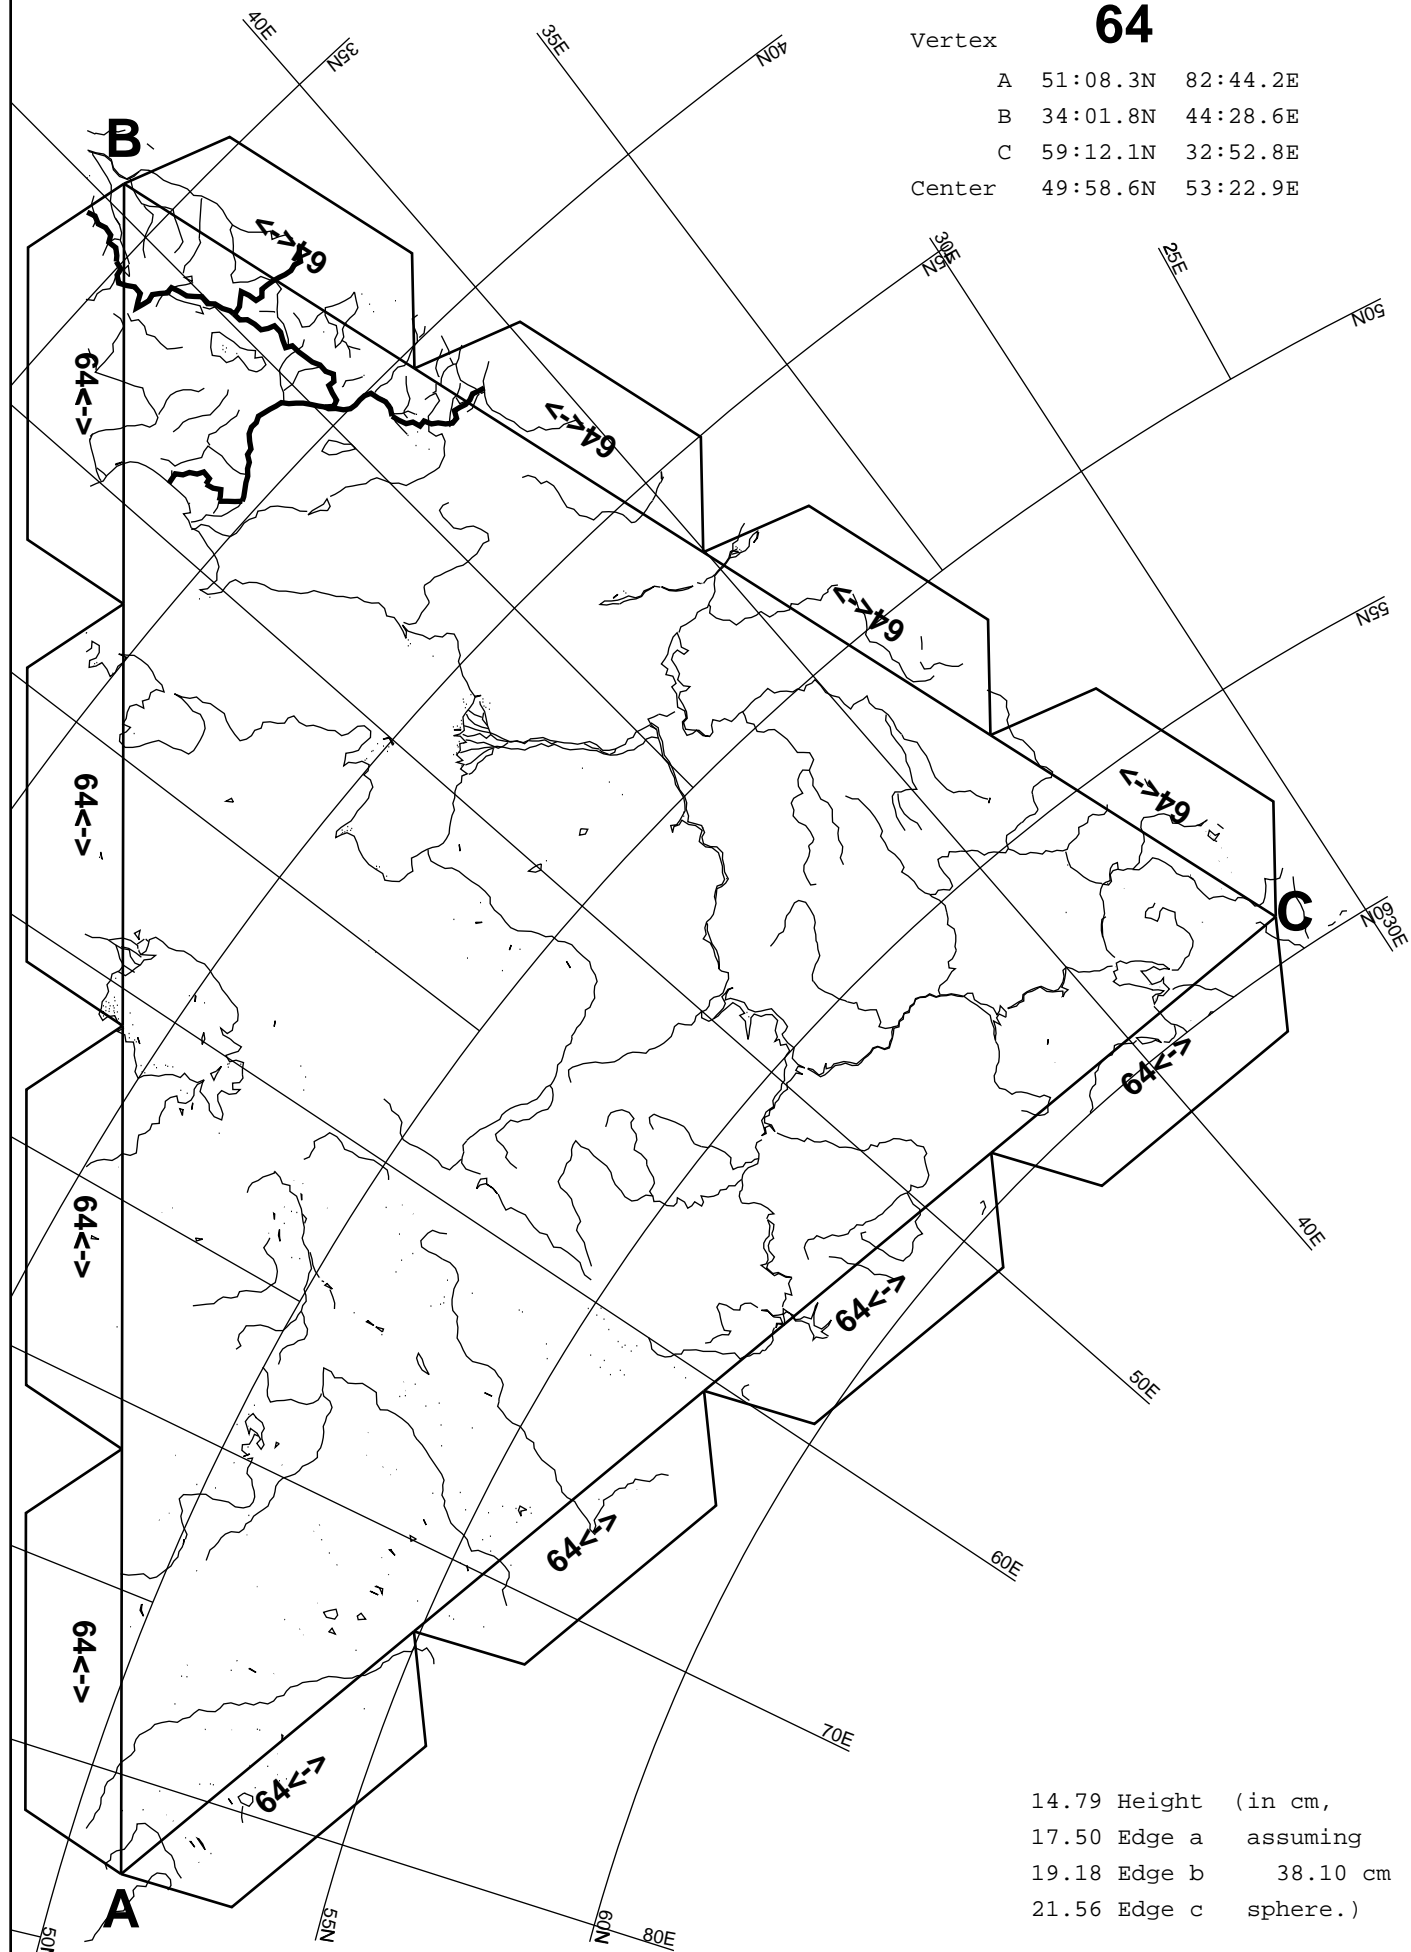 64
Vertex
A 51:08.3N 82:44.2E
B 34:01.8N 44:28.6E
C 59:12.1N 32:52.8E
Center 49:58.6N 53:22.9E
40E
35N
35E
40N
30E
45N
25E
50N
55N
60N
30E
B
64<->
64<->
64<->
64<->
64<->
64<->
64<->
64<->
C
64<->
40E
64<->
50E
64<->
60E
64<->
70E
A
50N
55N
60N
80E
14.79 Height (in cm,
17.50 Edge a assuming
19.18 Edge b 38.10 cm
21.56 Edge c sphere.)